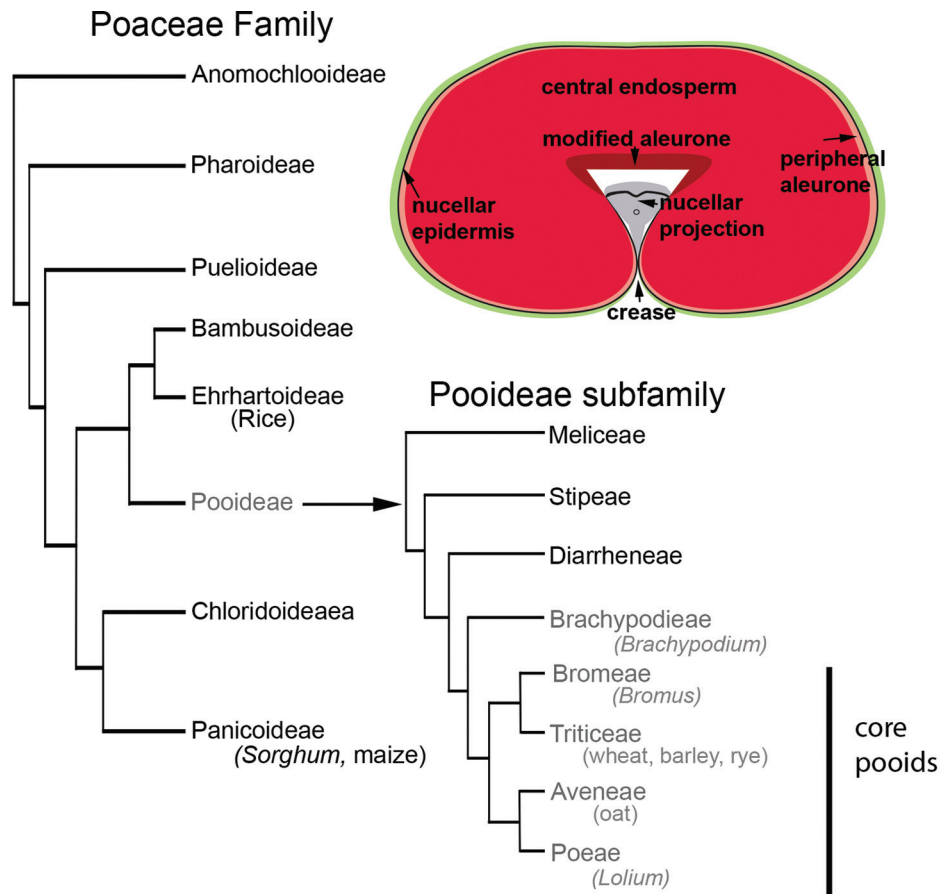 Poaceae Family
Anomochlooideae
Pharoideae
Puelioideae
Bambusoideae
Ehrhartoideae
(Rice)
Pooideae
Chloridoideaea
Panicoideae
(Sorghum, maize)
central endosperm
modified aleurone
peripheral
aleurone
nucellar
epidermis
nucellar
projection
crease
Pooideae subfamily
Meliceae
Stipeae
Diarrheneae
Brachypodieae
(Brachypodium)
Bromeae
(Bromus)
Triticeae
(wheat, barley, rye)
Aveneae
(oat)
Poeae
(Lolium)
core
pooids